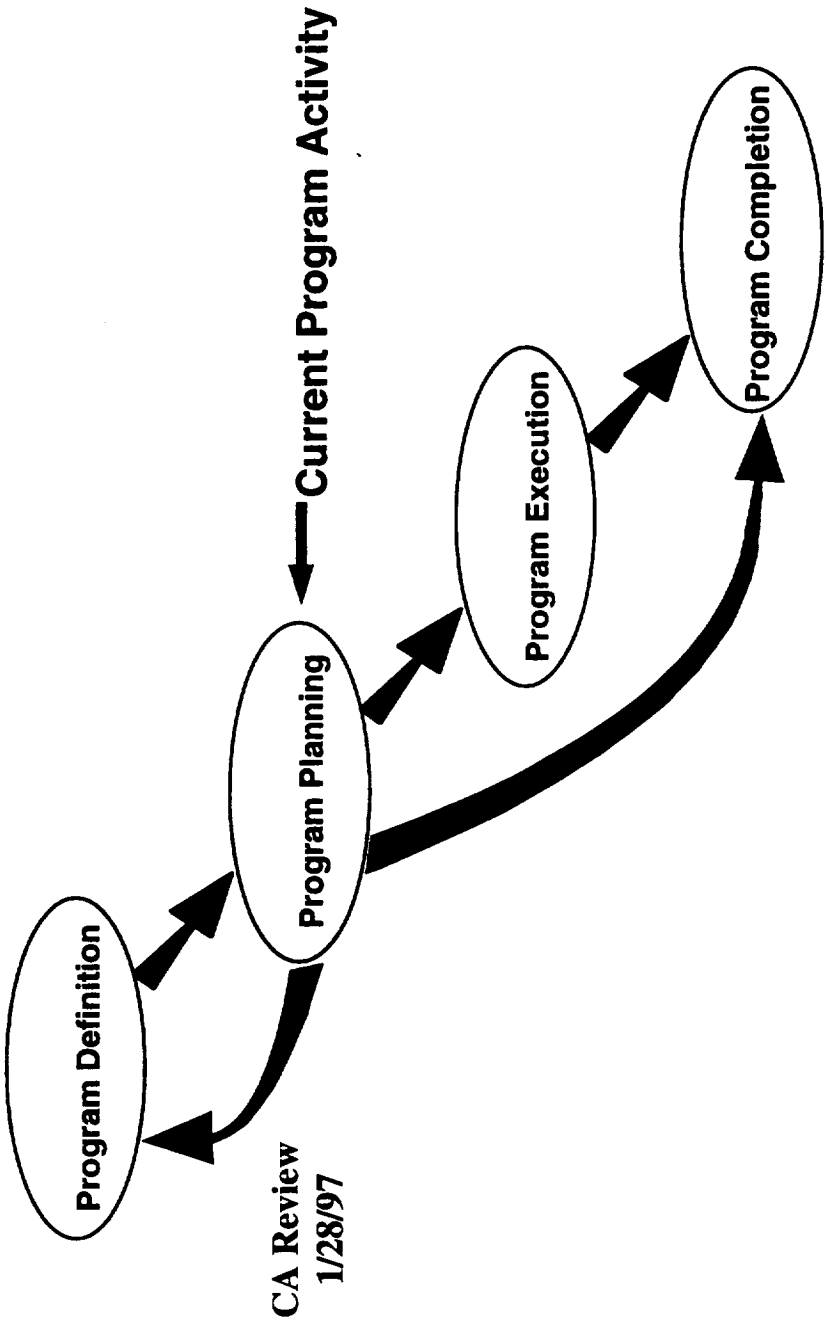 Program Definition
Program Planning
Current Program Activity
CA Review
1/28/97
Program Execution
Program Completion